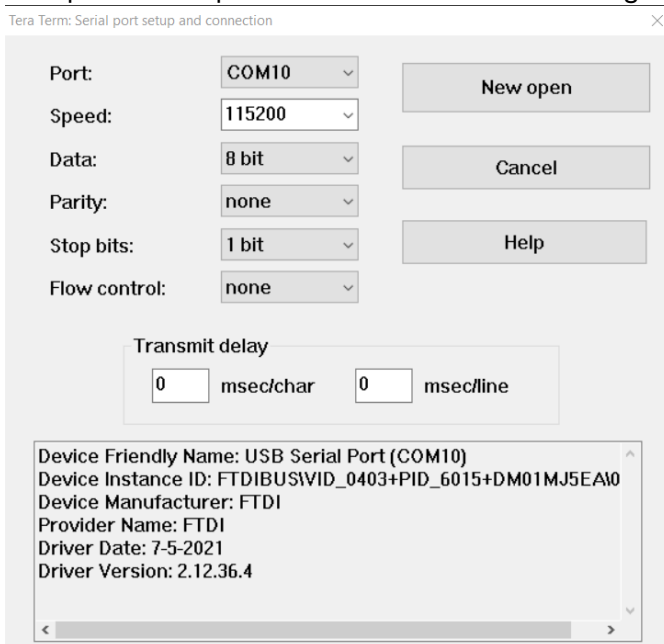 Tera Term: Serial port setup and connection
Port: COM10
New open
Speed: 115200
Data: 8 bit
Cancel
Parity: none
Stop bits: 1 bit
Help
Flow control: none
Transmit delay
0 msec/char 0 msec/line
Device Friendly Name: USB Serial Port (COM10)
Device Instance ID: FTDIBUS\VID_0403+PID_6015+DM01MJ5EA\0
Device Manufacturer: FTDI
Provider Name: FTDI
Driver Date: 7-5-2021
Driver Version: 2.12.36.4